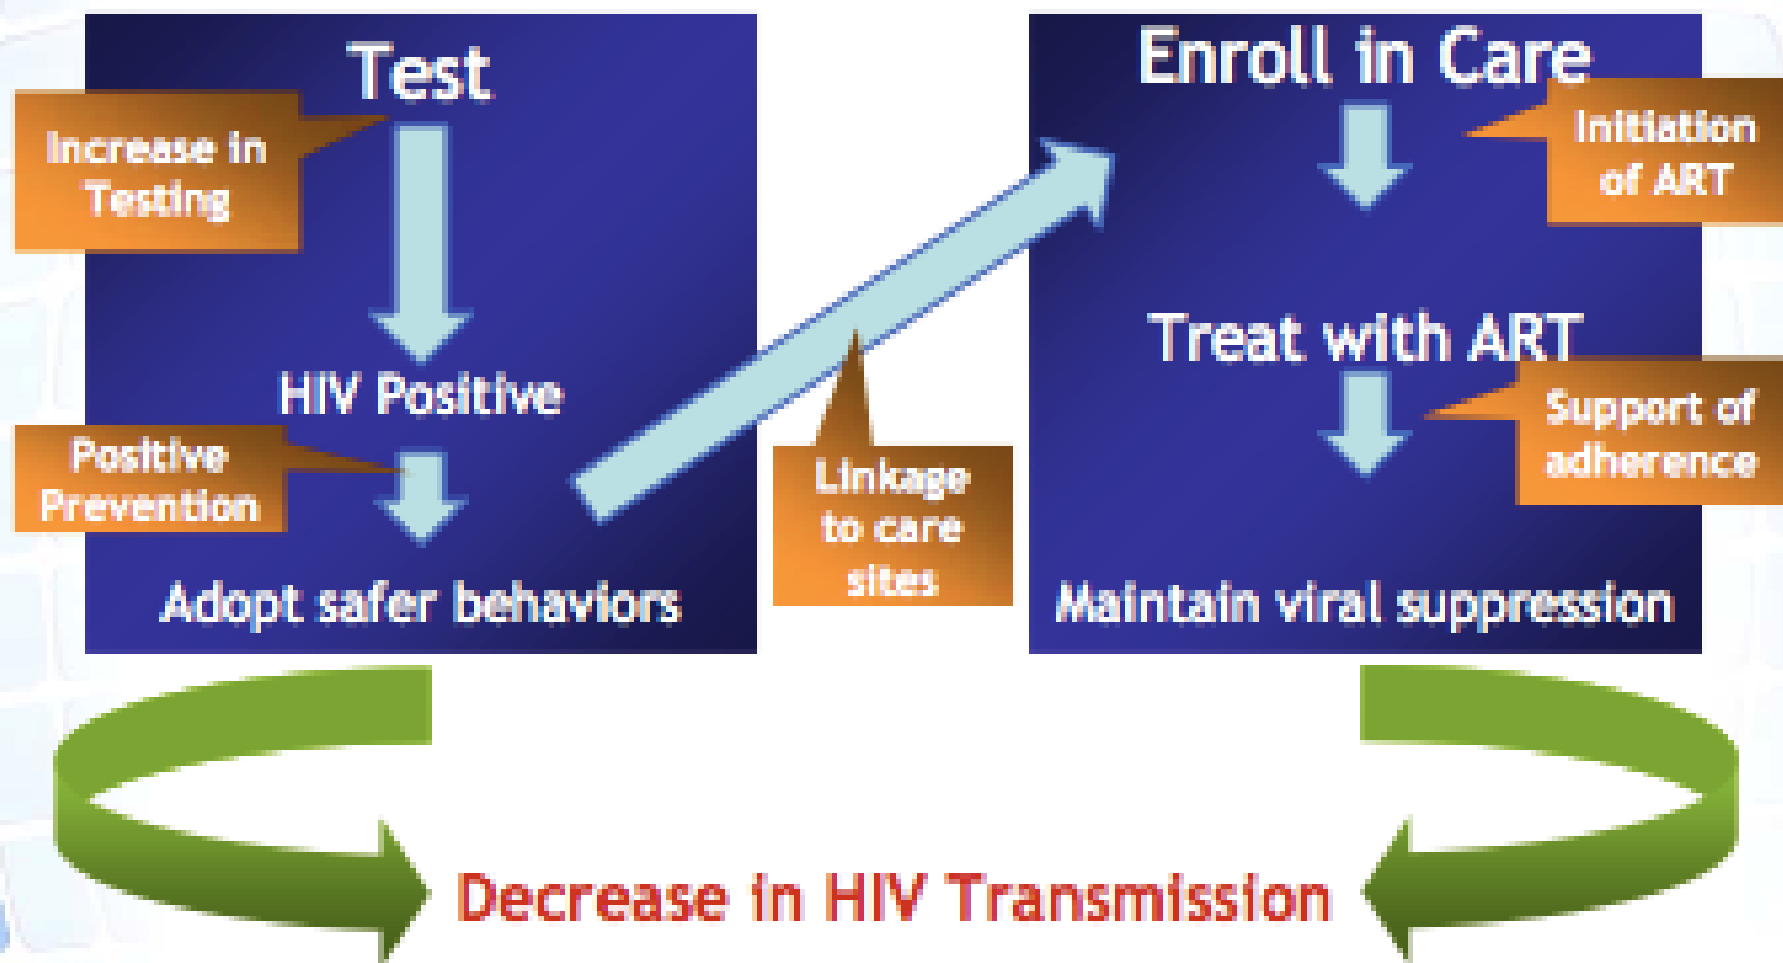 Test
Increase in
Testing
HIV Positive
Positive
Prevention
Adopt safer behaviors
Linkage
to care
sites
Enroll in Care
Initiation
of ART
Treat with ART
Support of
adherence
Maintain viral suppression
Decrease in HIV Transmission